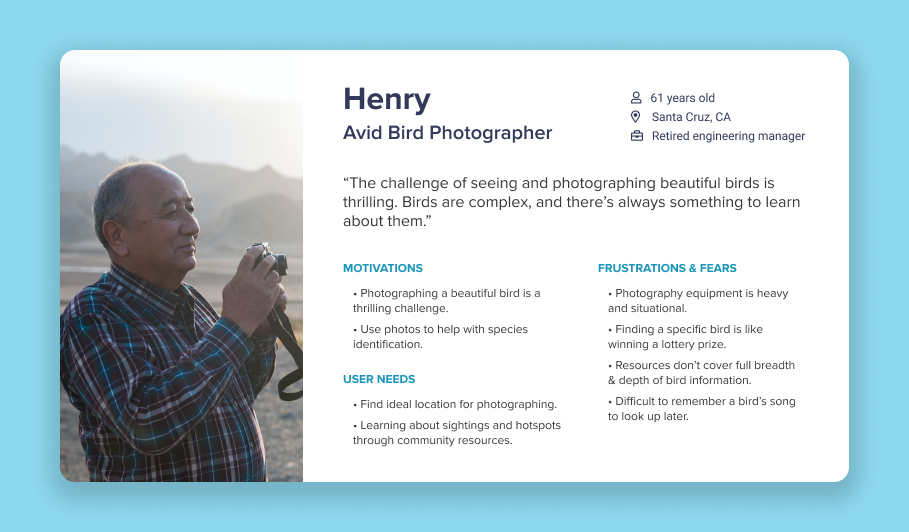 Henry
Avid Bird Photographer
61 years old
Santa Cruz, CA
Retired engineering manager
“The challenge of seeing and photographing beautiful birds is
thrilling. Birds are complex, and there’s always something to learn
about them.”
MOTIVATIONS
• Photographing a beautiful bird is a
thrilling challenge.
• Use photos to help with species
identification.
USER NEEDS
• Find ideal location for photographing.
• Learning about sightings and hotspots
through community resources.
FRUSTRATIONS & FEARS
• Photography equipment is heavy
and situational.
• Finding a specific bird is like
winning a lottery prize.
• Resources don’t cover full breadth
& depth of bird information.
• Difficult to remember a bird’s song
to look up later.